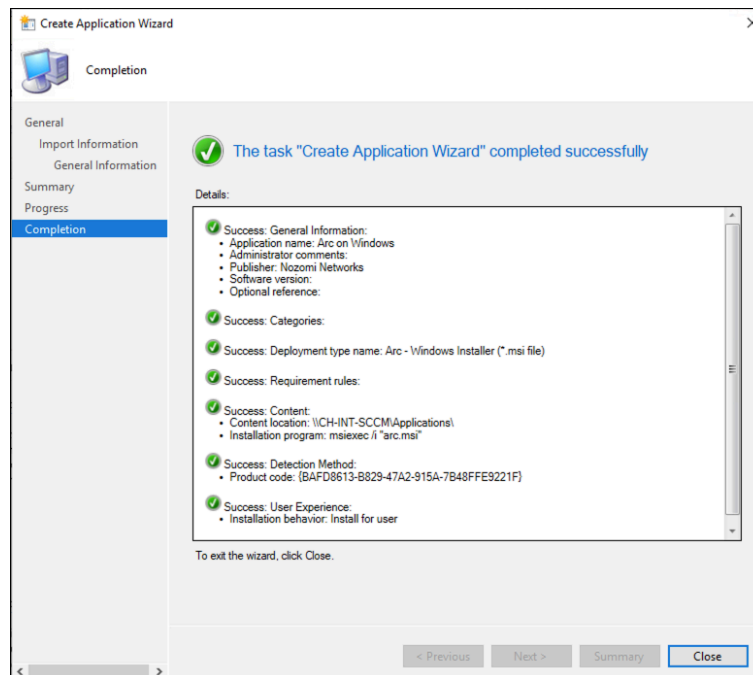 Create Application Wizard
Completion
General
Import Information
General Information
Summary
Progress
Completion
The task "Create Application Wizard" completed successfully
Details:
Success: General Information:
• Application name: Arc on Windows
• Administrator comments:
• Publisher: Nozomi Networks
• Software version:
• Optional reference:
Success: Categories:
Success: Deployment type name: Arc - Windows Installer (*.msi file)
Success: Requirement rules:
Success: Content:
• Content location: \\CH-INT-SCCM\Applications\
• Installation program: msiexec /i "arc.msi"
Success: Detection Method:
• Product code: {BAFD8613-B829-47A2-915A-7B48FFE9221F}
Success: User Experience:
• Installation behavior: Install for user
To exit the wizard, click Close.
< Previous
Next >
Summary
Close